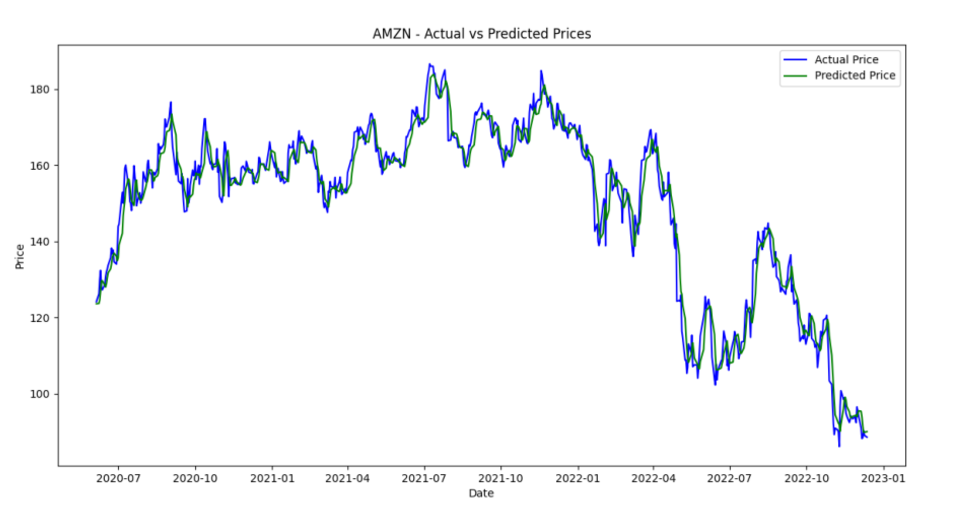 AMZN - Actual vs Predicted Prices
Actual Price
Predicted Price
180
160
140
120
100
Price
2020-07 2020-10 2021-01 2021-04 2021-07 2021-10 2022-01 2022-04 2022-07 2022-10 2023-01
Date